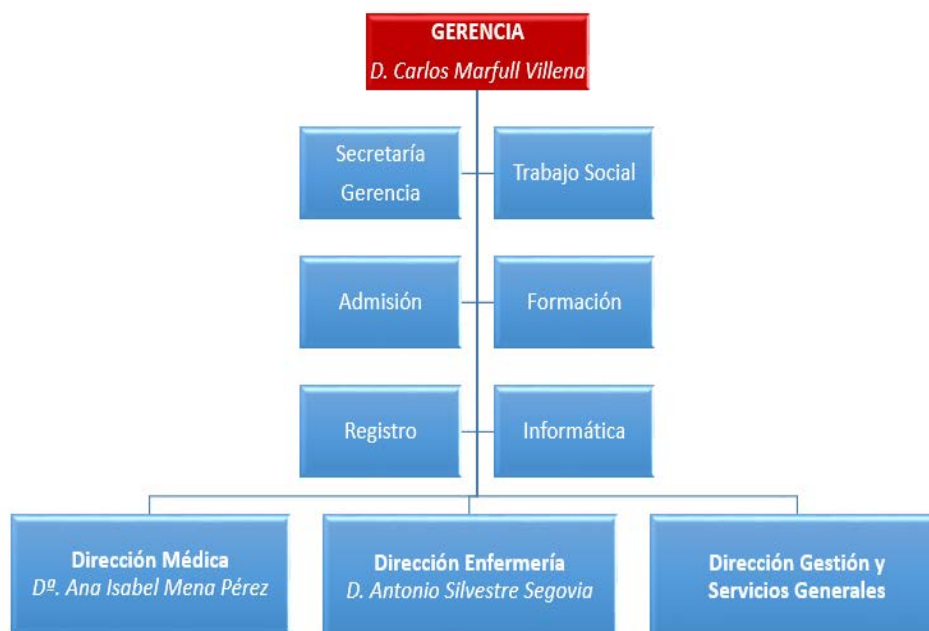 GERENCIA
D. Carlos Marfull Villena
Secretaría
Gerencia
Trabajo Social
Admisión
Formación
Registro
Informática
Dirección Médica
Dª. Ana Isabel Mena Pérez
Dirección Enfermería
D. Antonio Silvestre Segovia
Dirección Gestión y
Servicios Generales